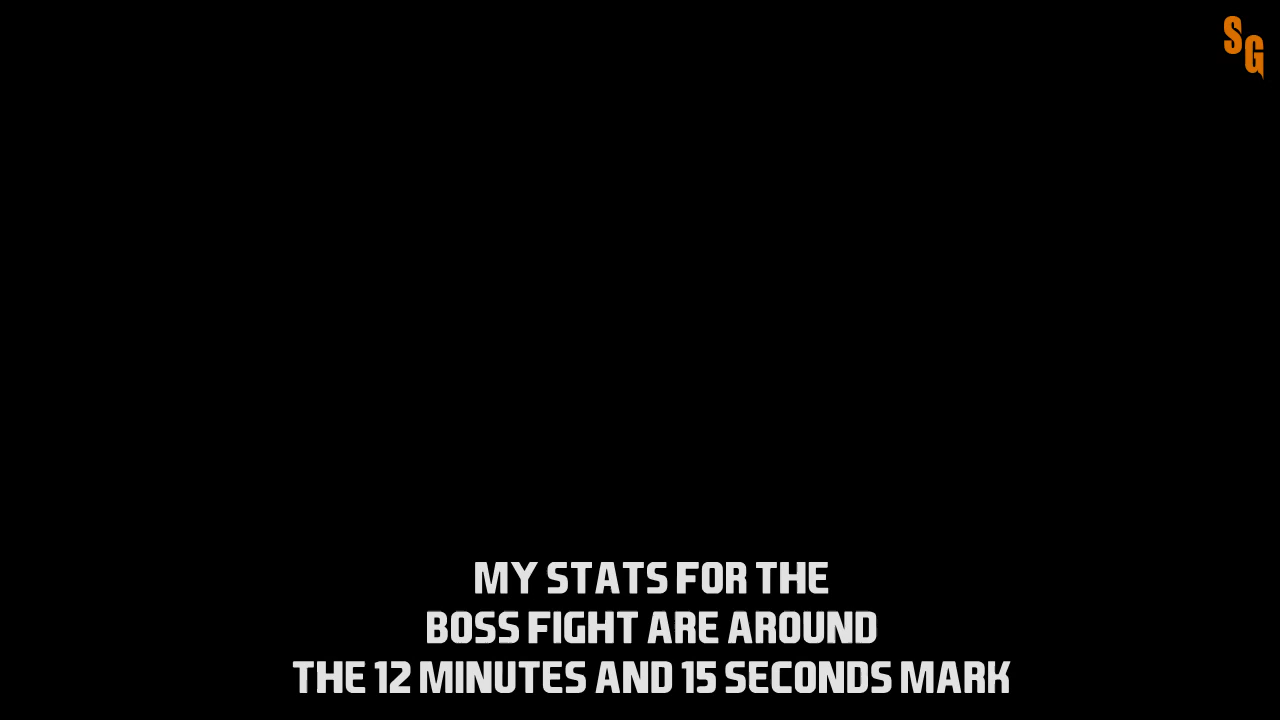 SG
MY STATS FOR THE
BOSS FIGHT ARE AROUND
THE 12 MINUTES AND 15 SECONDS MARK